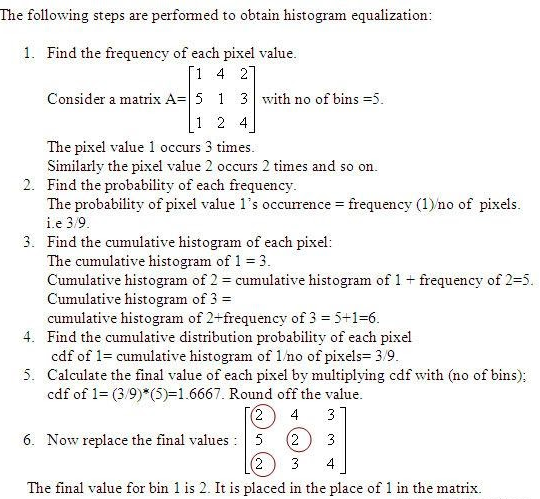 The following steps are performed to obtain histogram equalization:
1. Find the frequency of each pixel value.
1 4 2
Consider a matrix A= 5 1 3 with no of bins =5.
1 2 4
The pixel value 1 occurs 3 times.
Similarly the pixel value 2 occurs 2 times and so on.
2. Find the probability of each frequency.
The probability of pixel value 1's occurrence = frequency (1)/no of pixels.
i.e 3/9.
3. Find the cumulative histogram of each pixel:
The cumulative histogram of 1 = 3.
Cumulative histogram of 2 = cumulative histogram of 1 + frequency of 2=5.
Cumulative histogram of 3 =
cumulative histogram of 2+frequency of 3 = 5+1=6.
4. Find the cumulative distribution probability of each pixel
cdf of 1= cumulative histogram of 1/no of pixels= 3/9.
5. Calculate the final value of each pixel by multiplying cdf with (no of bins);
cdf of 1= (3/9)*(5)=1.6667. Round off the value.
2 4 3
6. Now replace the final values : 5 2 3
2 3 4
The final value for bin 1 is 2. It is placed in the place of 1 in the matrix.